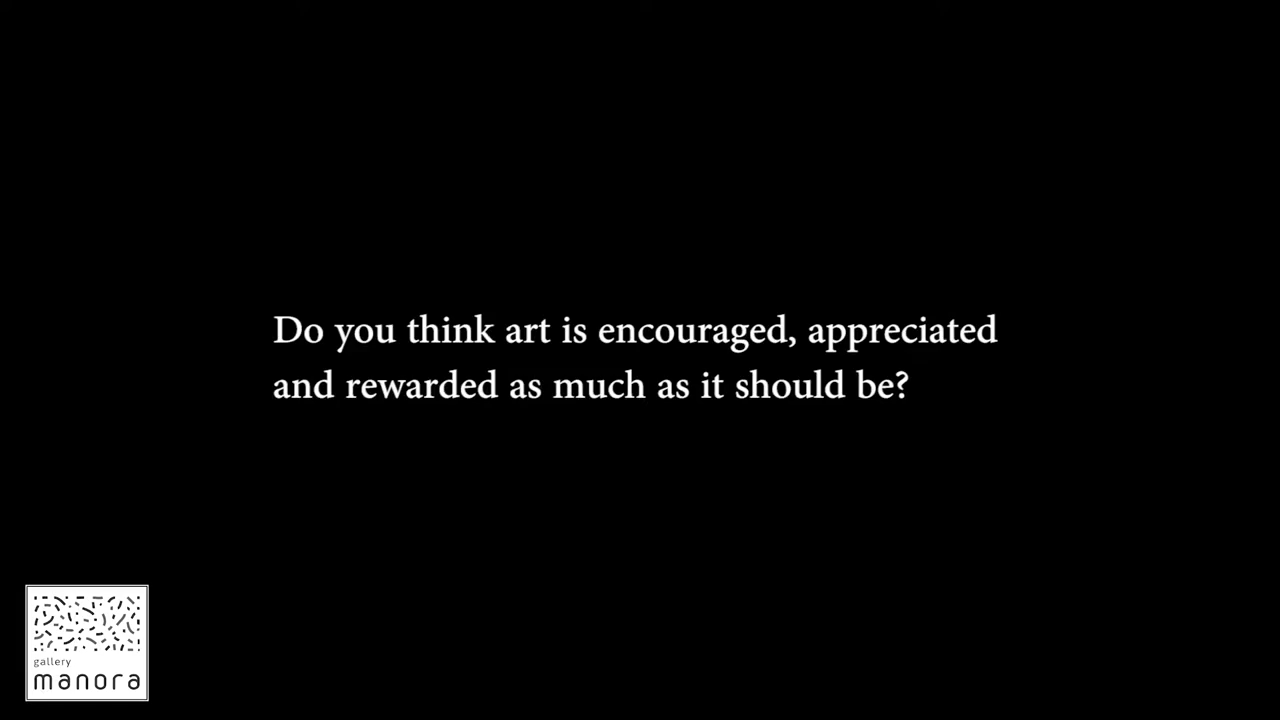 Do you think art is encouraged, appreciated
and rewarded as much as it should be?
gallery
manora